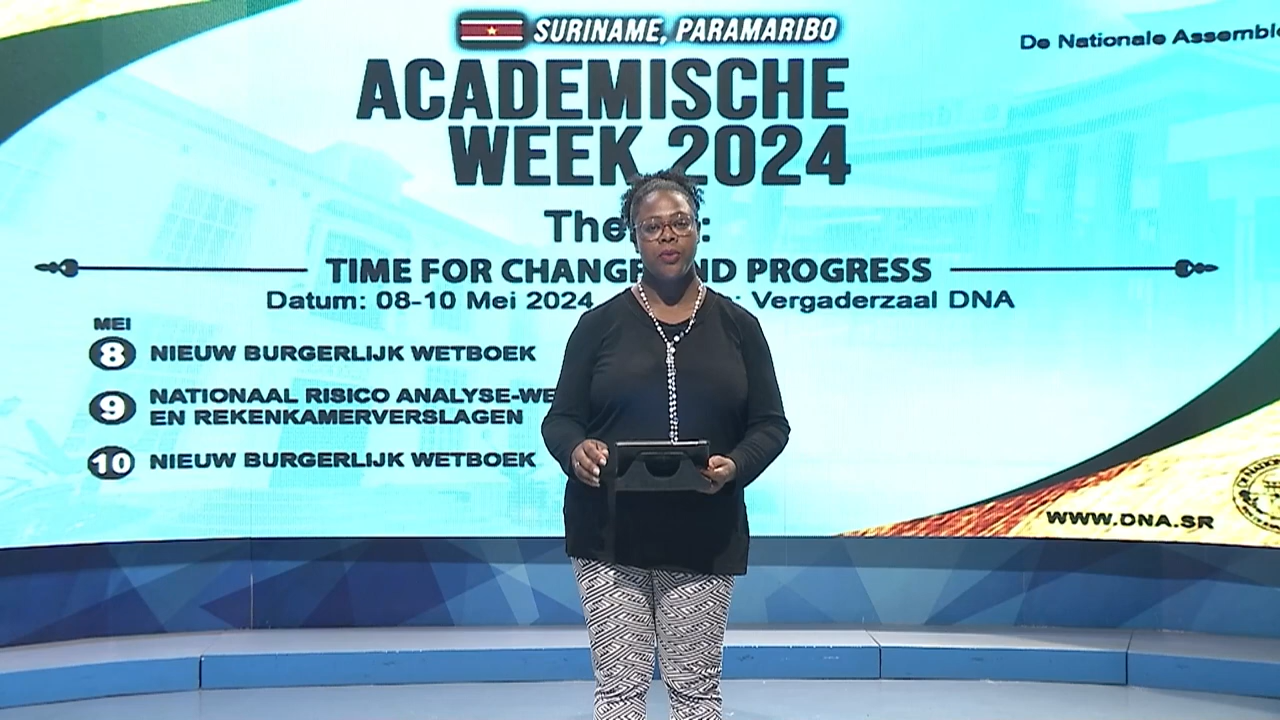 SURINAME, PARAMARIBO
De Nationale Assemble
ACADEMISCHE
WEEK 2024
TIME FOR CHANGE ND PROGRESS
Datum: 08-10 Mei 2024 : Vergaderzaal DNA
MEI
8 NIEUW BURGERLIJK WETBOEK
9 NATIONAAL RISICO ANALYSE-WE
EN REKENKAMERVERSLAGEN
10 NIEUW BURGERLIJK WETBOEK
WWW.DNA.SR